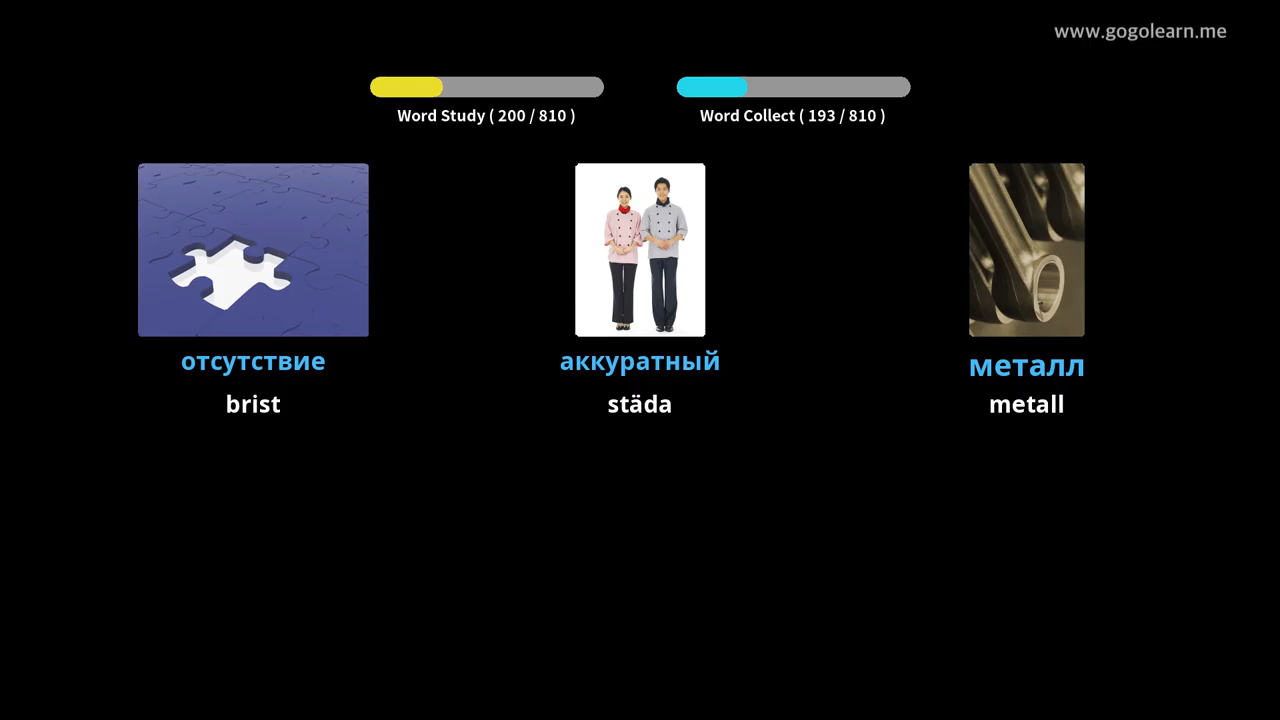 www.gogolearn.me
Word Study ( 200 / 810 )
Word Collect ( 193 / 810 )
отсутствие
аккуратный
металл
brist
städa
metall